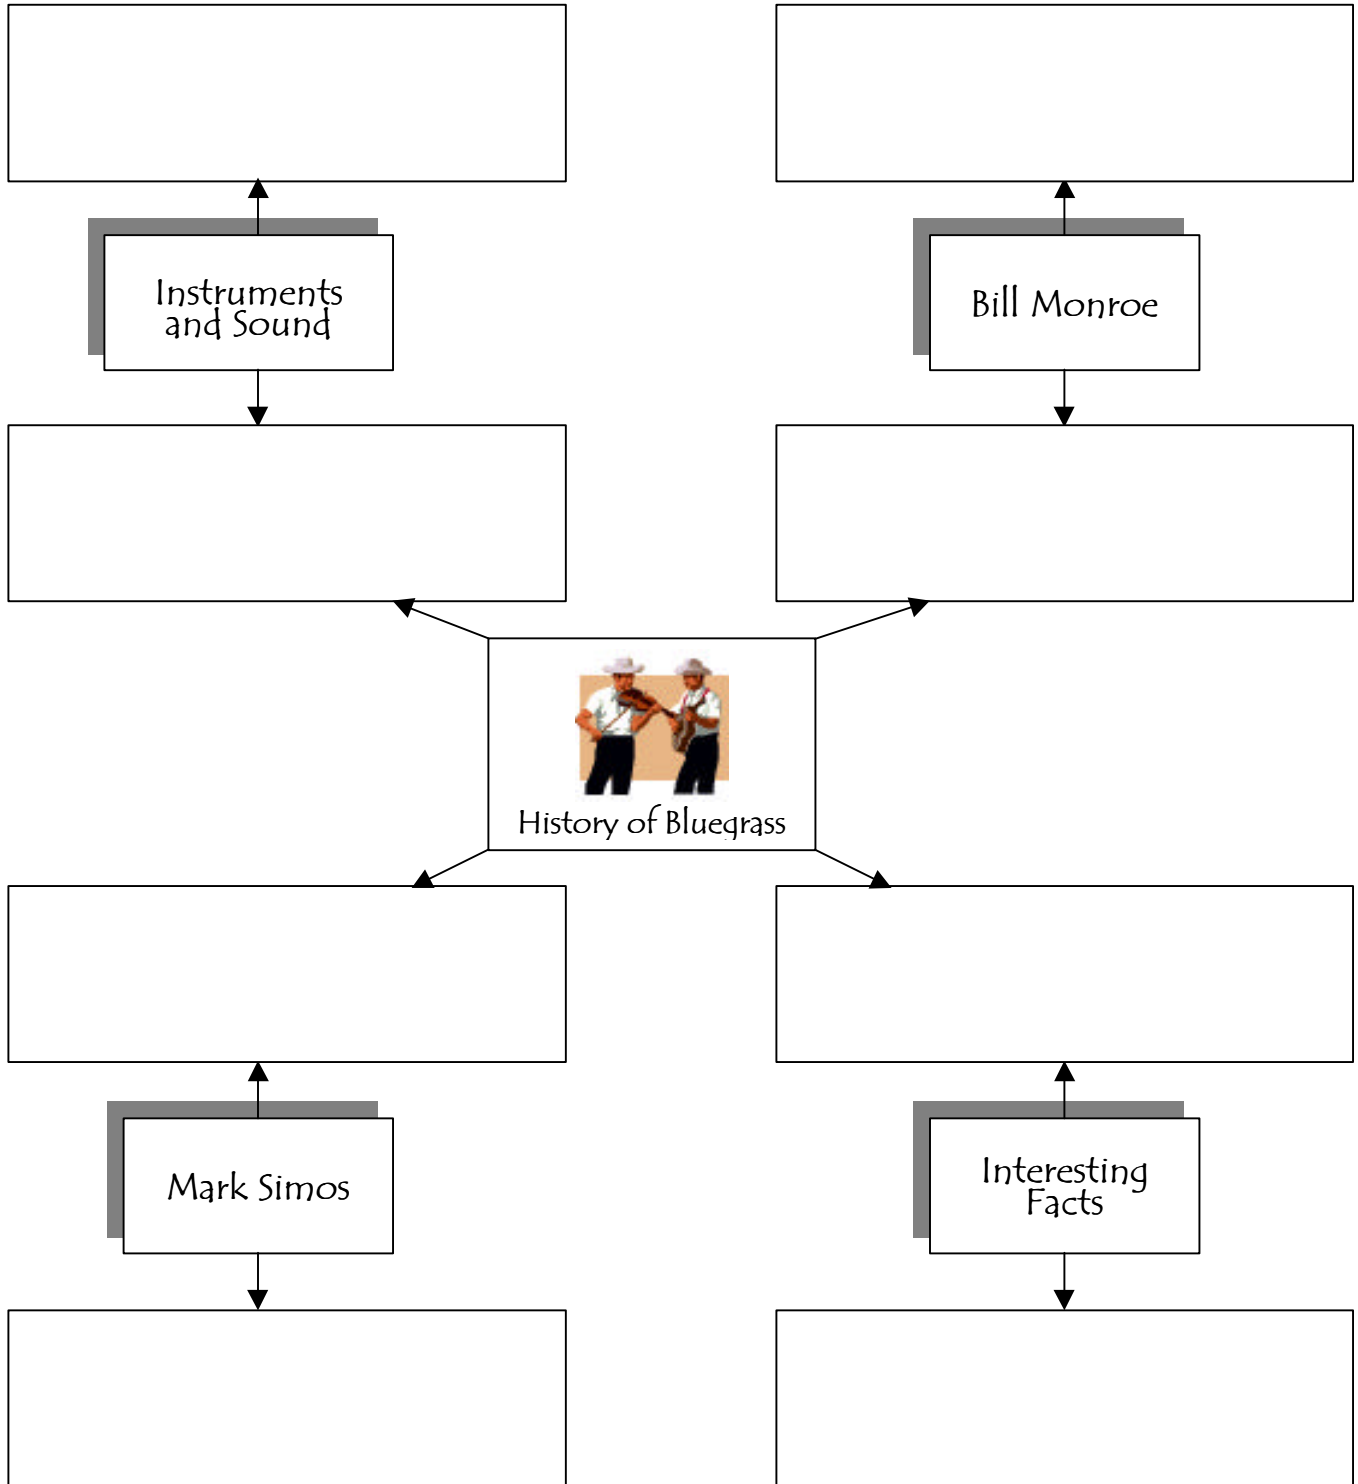 Instruments
and Sound
Bill Monroe
History of Bluegrass
Mark Simos
Interesting
Facts